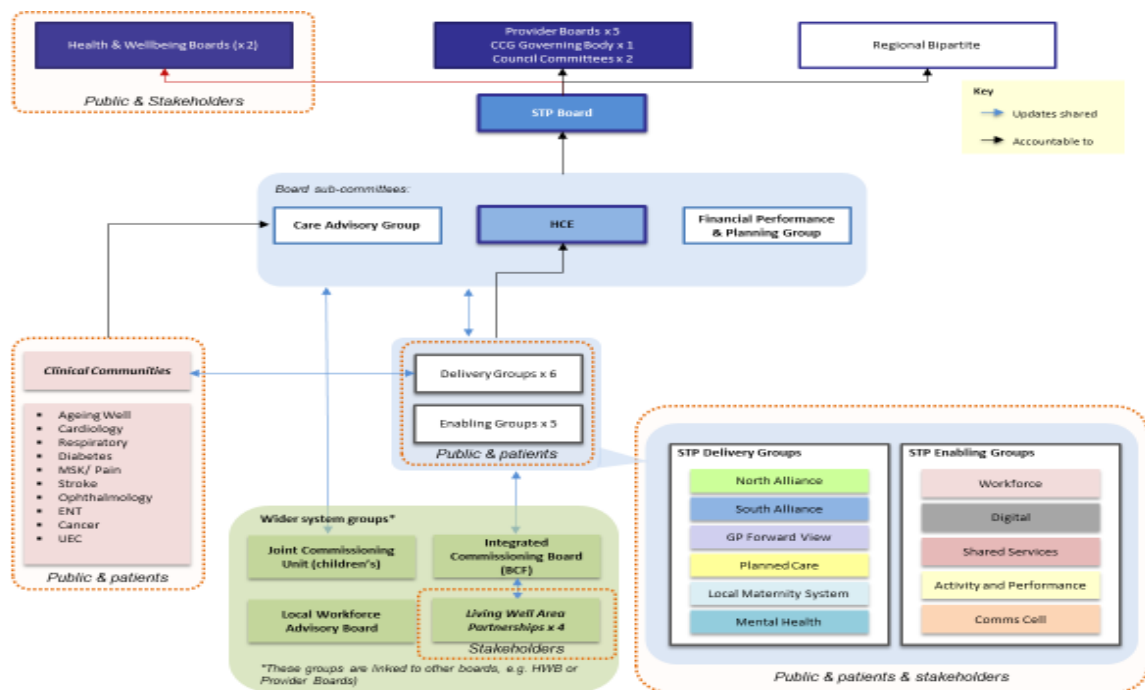 Health & Wellbeing Boards (x 2)
Public & Stakeholders
Provider Boards x 5
CCG Governing Body x 1
Council Committees x 2
Regional Bipartite
Key
Updates shared
Accountable to
STP Board
Board sub-committees:
Care Advisory Group
HCE
Financial Performance
& Planning Group
Clinical Communities
▪ Ageing Well
▪ Cardiology
▪ Respiratory
▪ Diabetes
▪ MSK/ Pain
▪ Stroke
▪ Ophthalmology
▪ ENT
▪ Cancer
▪ UEC
Public & patients
Delivery Groups x 6
Enabling Groups x 5
Public & patients
Wider system groups*
Joint Commissioning
Unit (children's)
Integrated
Commissioning Board
(BCF)
Local Workforce
Advisory Board
Living Well Area
Partnerships x 4
Stakeholders
*These groups are linked to other boards, e.g. HWB or
Provider Boards)
STP Delivery Groups
North Alliance
South Alliance
GP Forward View
Planned Care
Local Maternity System
Mental Health
STP Enabling Groups
Workforce
Digital
Shared Services
Activity and Performance
Comms Cell
Public & patients & stakeholders